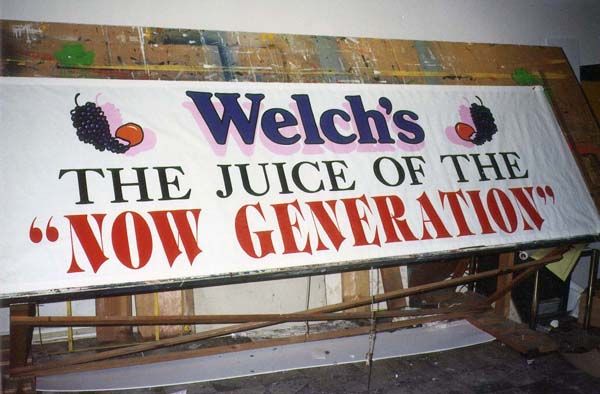 Welch's
THE JUICE OF THE
"NOW GENERATION"